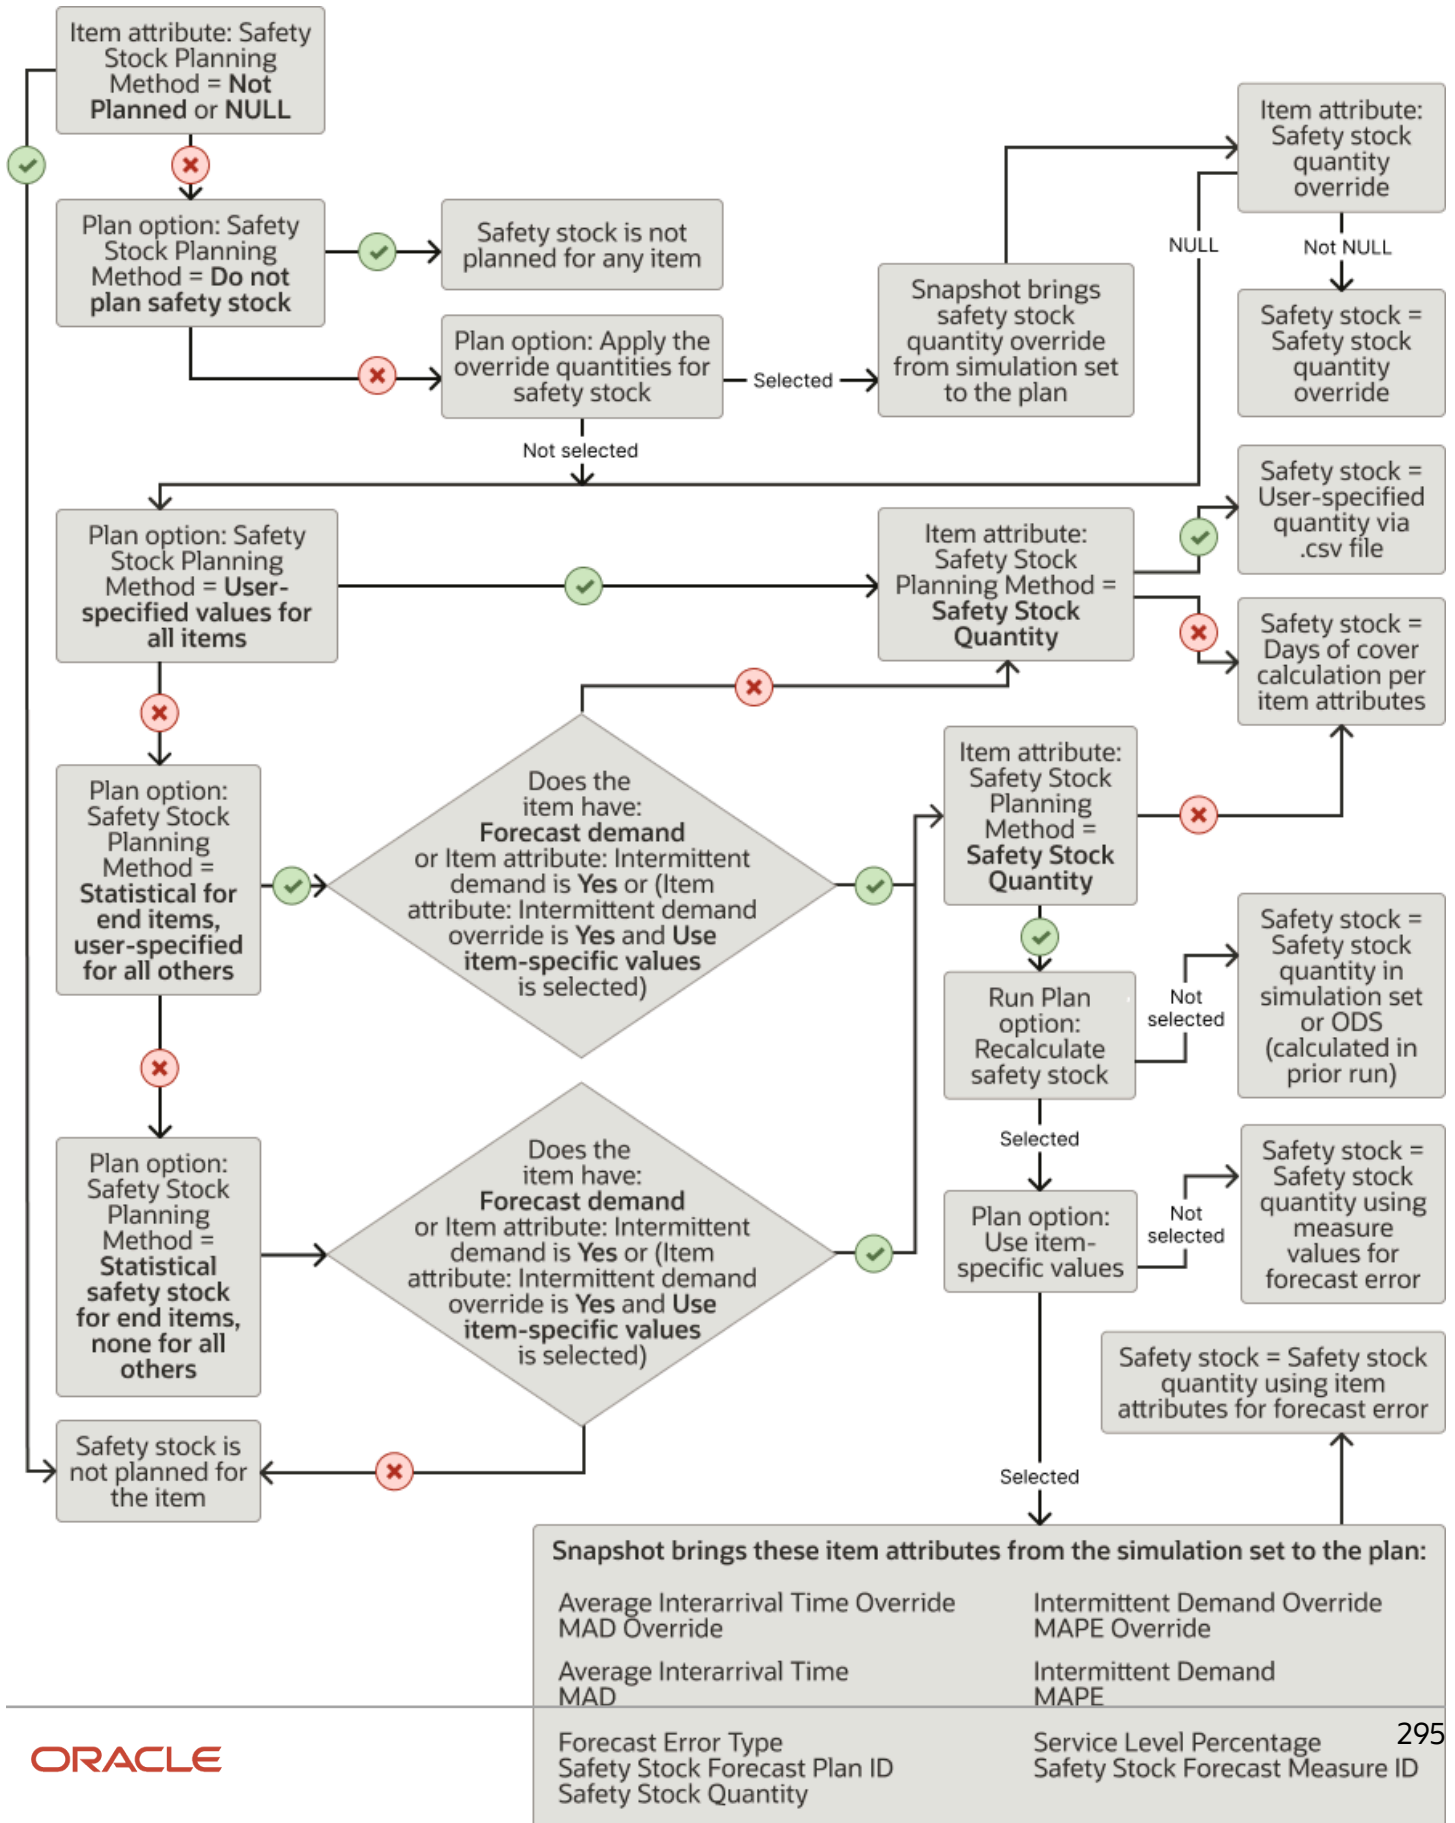 Item attribute: Safety
Stock Planning
Method = Not
Planned or NULL
Plan option: Safety
Stock Planning
Method = Do not
plan safety stock
Safety stock is not
planned for any item
Plan option: Apply the
override quantities for
safety stock
Selected
Not selected
Snapshot brings
safety stock
quantity override
from simulation set
to the plan
Item attribute:
Safety stock
quantity
override
NULL
Not NULL
Safety stock =
Safety stock
quantity
override
Plan option: Safety
Stock Planning
Method = User-
specified values for
all items
Item attribute:
Safety Stock
Planning Method =
Safety Stock
Quantity
Safety stock =
User-specified
quantity via
.csv file
Safety stock =
Days of cover
calculation per
item attributes
Plan option:
Safety Stock
Planning
Method =
Statistical for
end items,
user-specified
for all others
Does the
item have:
Forecast demand
or Item attribute: Intermittent
demand is Yes or (Item
attribute: Intermittent demand
override is Yes and Use
item-specific values
is selected)
Item attribute:
Safety Stock
Planning
Method =
Safety Stock
Quantity
Run Plan
option:
Recalculate
safety stock
Not
selected
Safety stock =
Safety stock
quantity in
simulation set
or ODS
(calculated in
prior run)
Selected
Plan option:
Safety Stock
Planning
Method =
Statistical
safety stock
for end items,
none for all
others
Does the
item have:
Forecast demand
or Item attribute: Intermittent
demand is Yes or (Item
attribute: Intermittent demand
override is Yes and Use
item-specific values
is selected)
Plan option:
Use item-
specific values
Not
selected
Safety stock =
Safety stock
quantity using
measure
values for
forecast error
Safety stock = Safety stock
quantity using item
attributes for forecast error
Safety stock is
not planned for
the item
Selected
Snapshot brings these item attributes from the simulation set to the plan:
Average Interarrival Time Override
MAD Override
Intermittent Demand Override
MAPE Override
Average Interarrival Time
MAD
Intermittent Demand
MAPE
Forecast Error Type
Safety Stock Forecast Plan ID
Safety Stock Quantity
Service Level Percentage
Safety Stock Forecast Measure ID
ORACLE
295